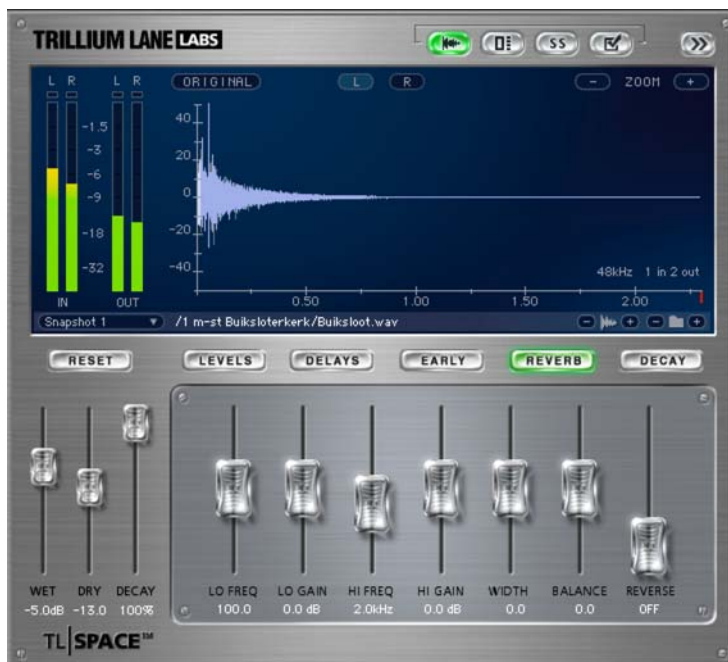 TRILLIUM LANE LABS
SS
L R L R
ORIGINAL L R - ZOOM +
-1.5
-3
-6
-9
-18
-32
40
20
0
-20
-40
48kHz 1 in 2 out
IN OUT
0.50 1.00 1.50 2.00
Snapshot 1 /1 m-st Buiksloterkerk/Buiksloot.wav
RESET LEVELS DELAYS EARLY REVERB DECAY
WET DRY DECAY LO FREQ LO GAIN HI FREQ HI GAIN WIDTH BALANCE REVERSE
-5.0dB -13.0 100% 100.0 0.0 dB 2.0kHz 0.0 dB 0.0 0.0 OFF
TL|SPACE™